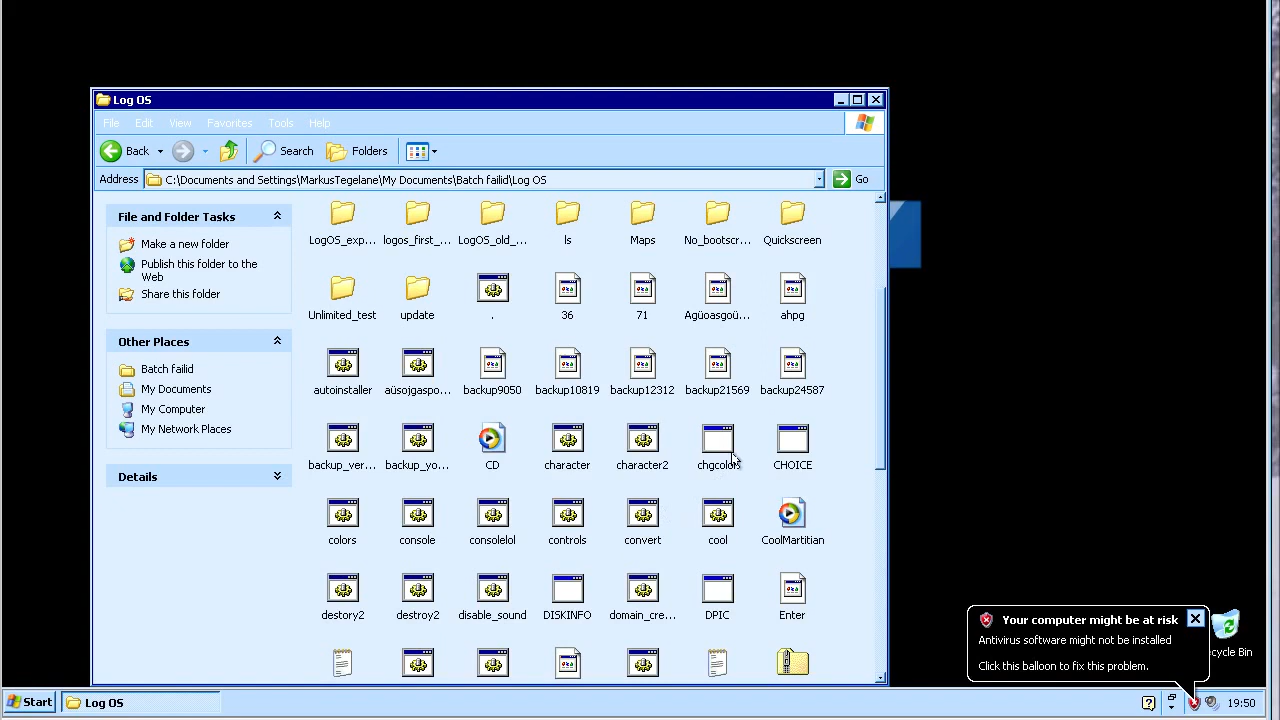 Log OS
File Edit View Favorites Tools Help
Back Search Folders
Address C:\Documents and Settings\MarkusTegelane\My Documents\Batch failid\Log OS Go
File and Folder Tasks
Make a new folder
Publish this folder to the
Web
Share this folder
Other Places
Batch failid
My Documents
My Computer
My Network Places
Details
LogOS_exp... logos_first_... LogOS_old_... ls Maps No_bootscr... Quickscreen
Unlimited_test update . 36 71 Agüoasgoü... ahpg
autoinstaller aüsojgaspo... backup9050 backup10819 backup12312 backup21569 backup24587
backup_ver... backup_yo... CD character character2 chgcolor CHOICE
colors console consolelol controls convert cool CoolMartitian
destory2 destroy2 disable_sound DISKINFO domain_cre... DPIC Enter
Your computer might be at risk
Antivirus software might not be installed
Click this balloon to fix this problem.
cycle Bin
Start Log OS 19:50